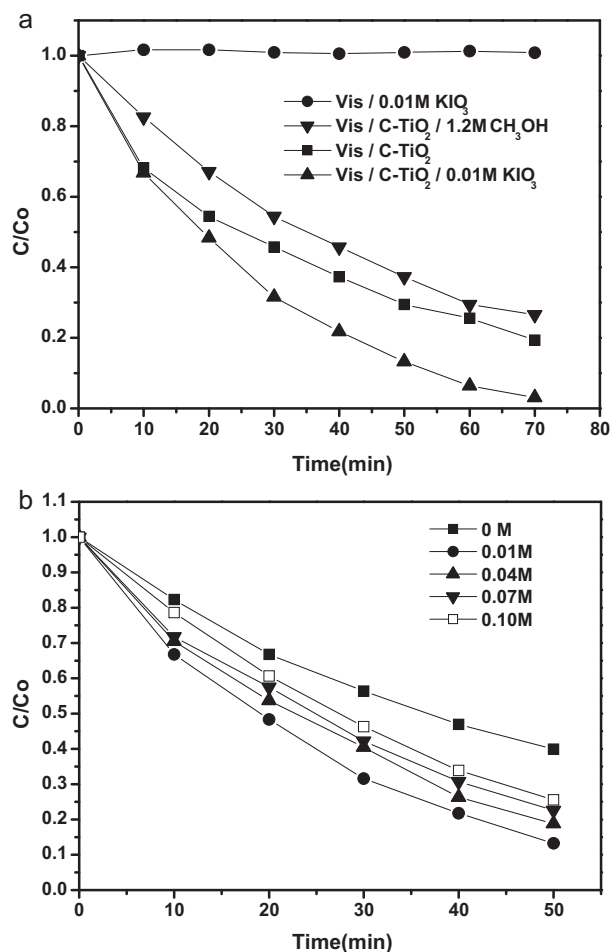 a
1.0
0.8
0.6
0.4
0.2
0.0
C/Co
Vis / 0.01M KIO3
Vis / C-TiO2 / 1.2M CH3OH
Vis / C-TiO2
Vis / C-TiO2 / 0.01M KIO3
0 10 20 30 40 50 60 70 80
Time(min)
b
1.1
1.0
0.9
0.8
0.7
0.6
0.5
0.4
0.3
0.2
0.1
0.0
C/Co
0 M
0.01M
0.04M
0.07M
0.10M
0 10 20 30 40 50
Time(min)